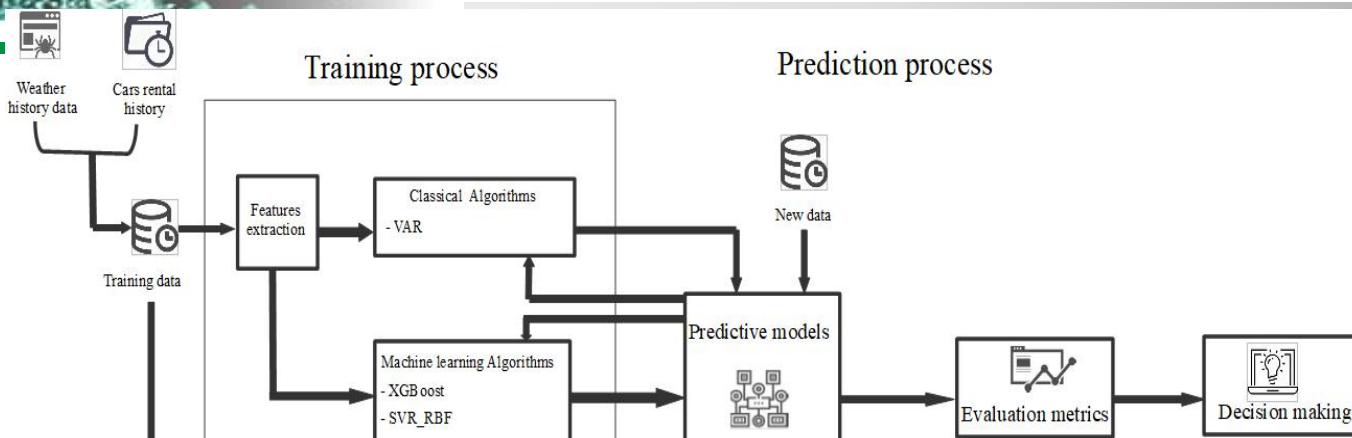 Training process
Prediction process
Weather
history data
Cars rental
history
Training data
Features
extraction
Classical Algorithms
- VAR
Machine learning Algorithms
- XGBoost
- SVR_RBF
New data
Predictive models
Evaluation metrics
Decision making